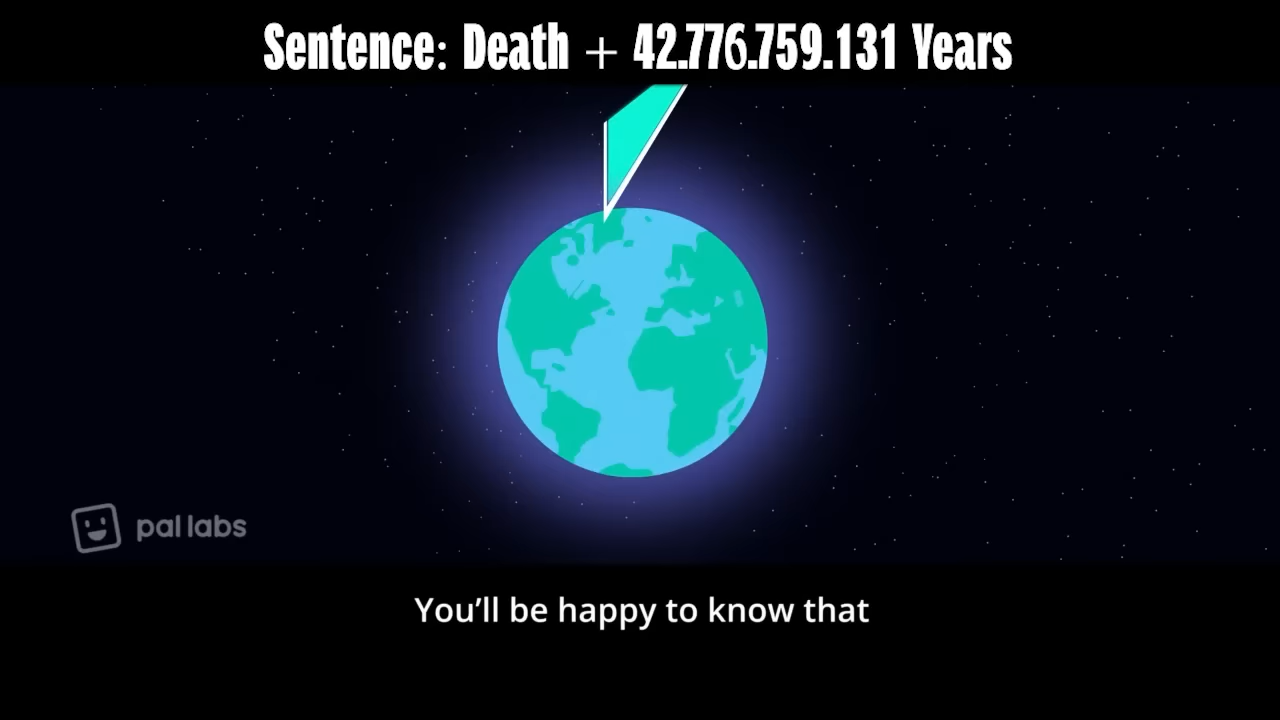 Sentence: Death + 42.776.759.131 Years
pal labs
You’ll be happy to know that